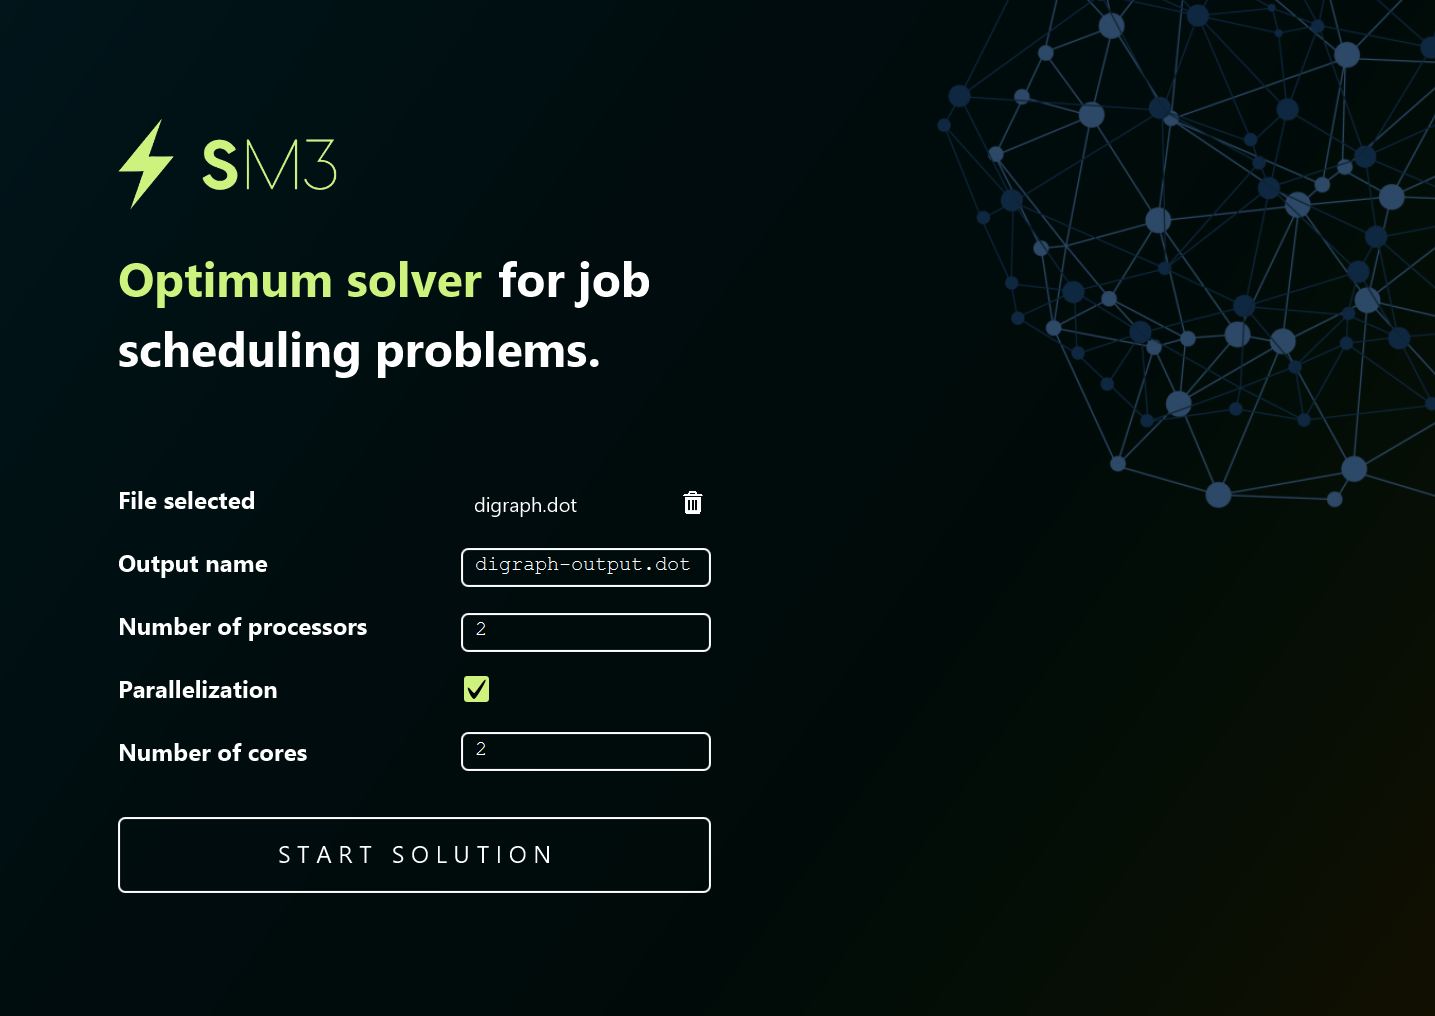 SM3
Optimum solver for job
scheduling problems.
File selected digraph.dot
Output name digraph-output.dot
Number of processors 2
Parallelization
Number of cores 2
START SOLUTION